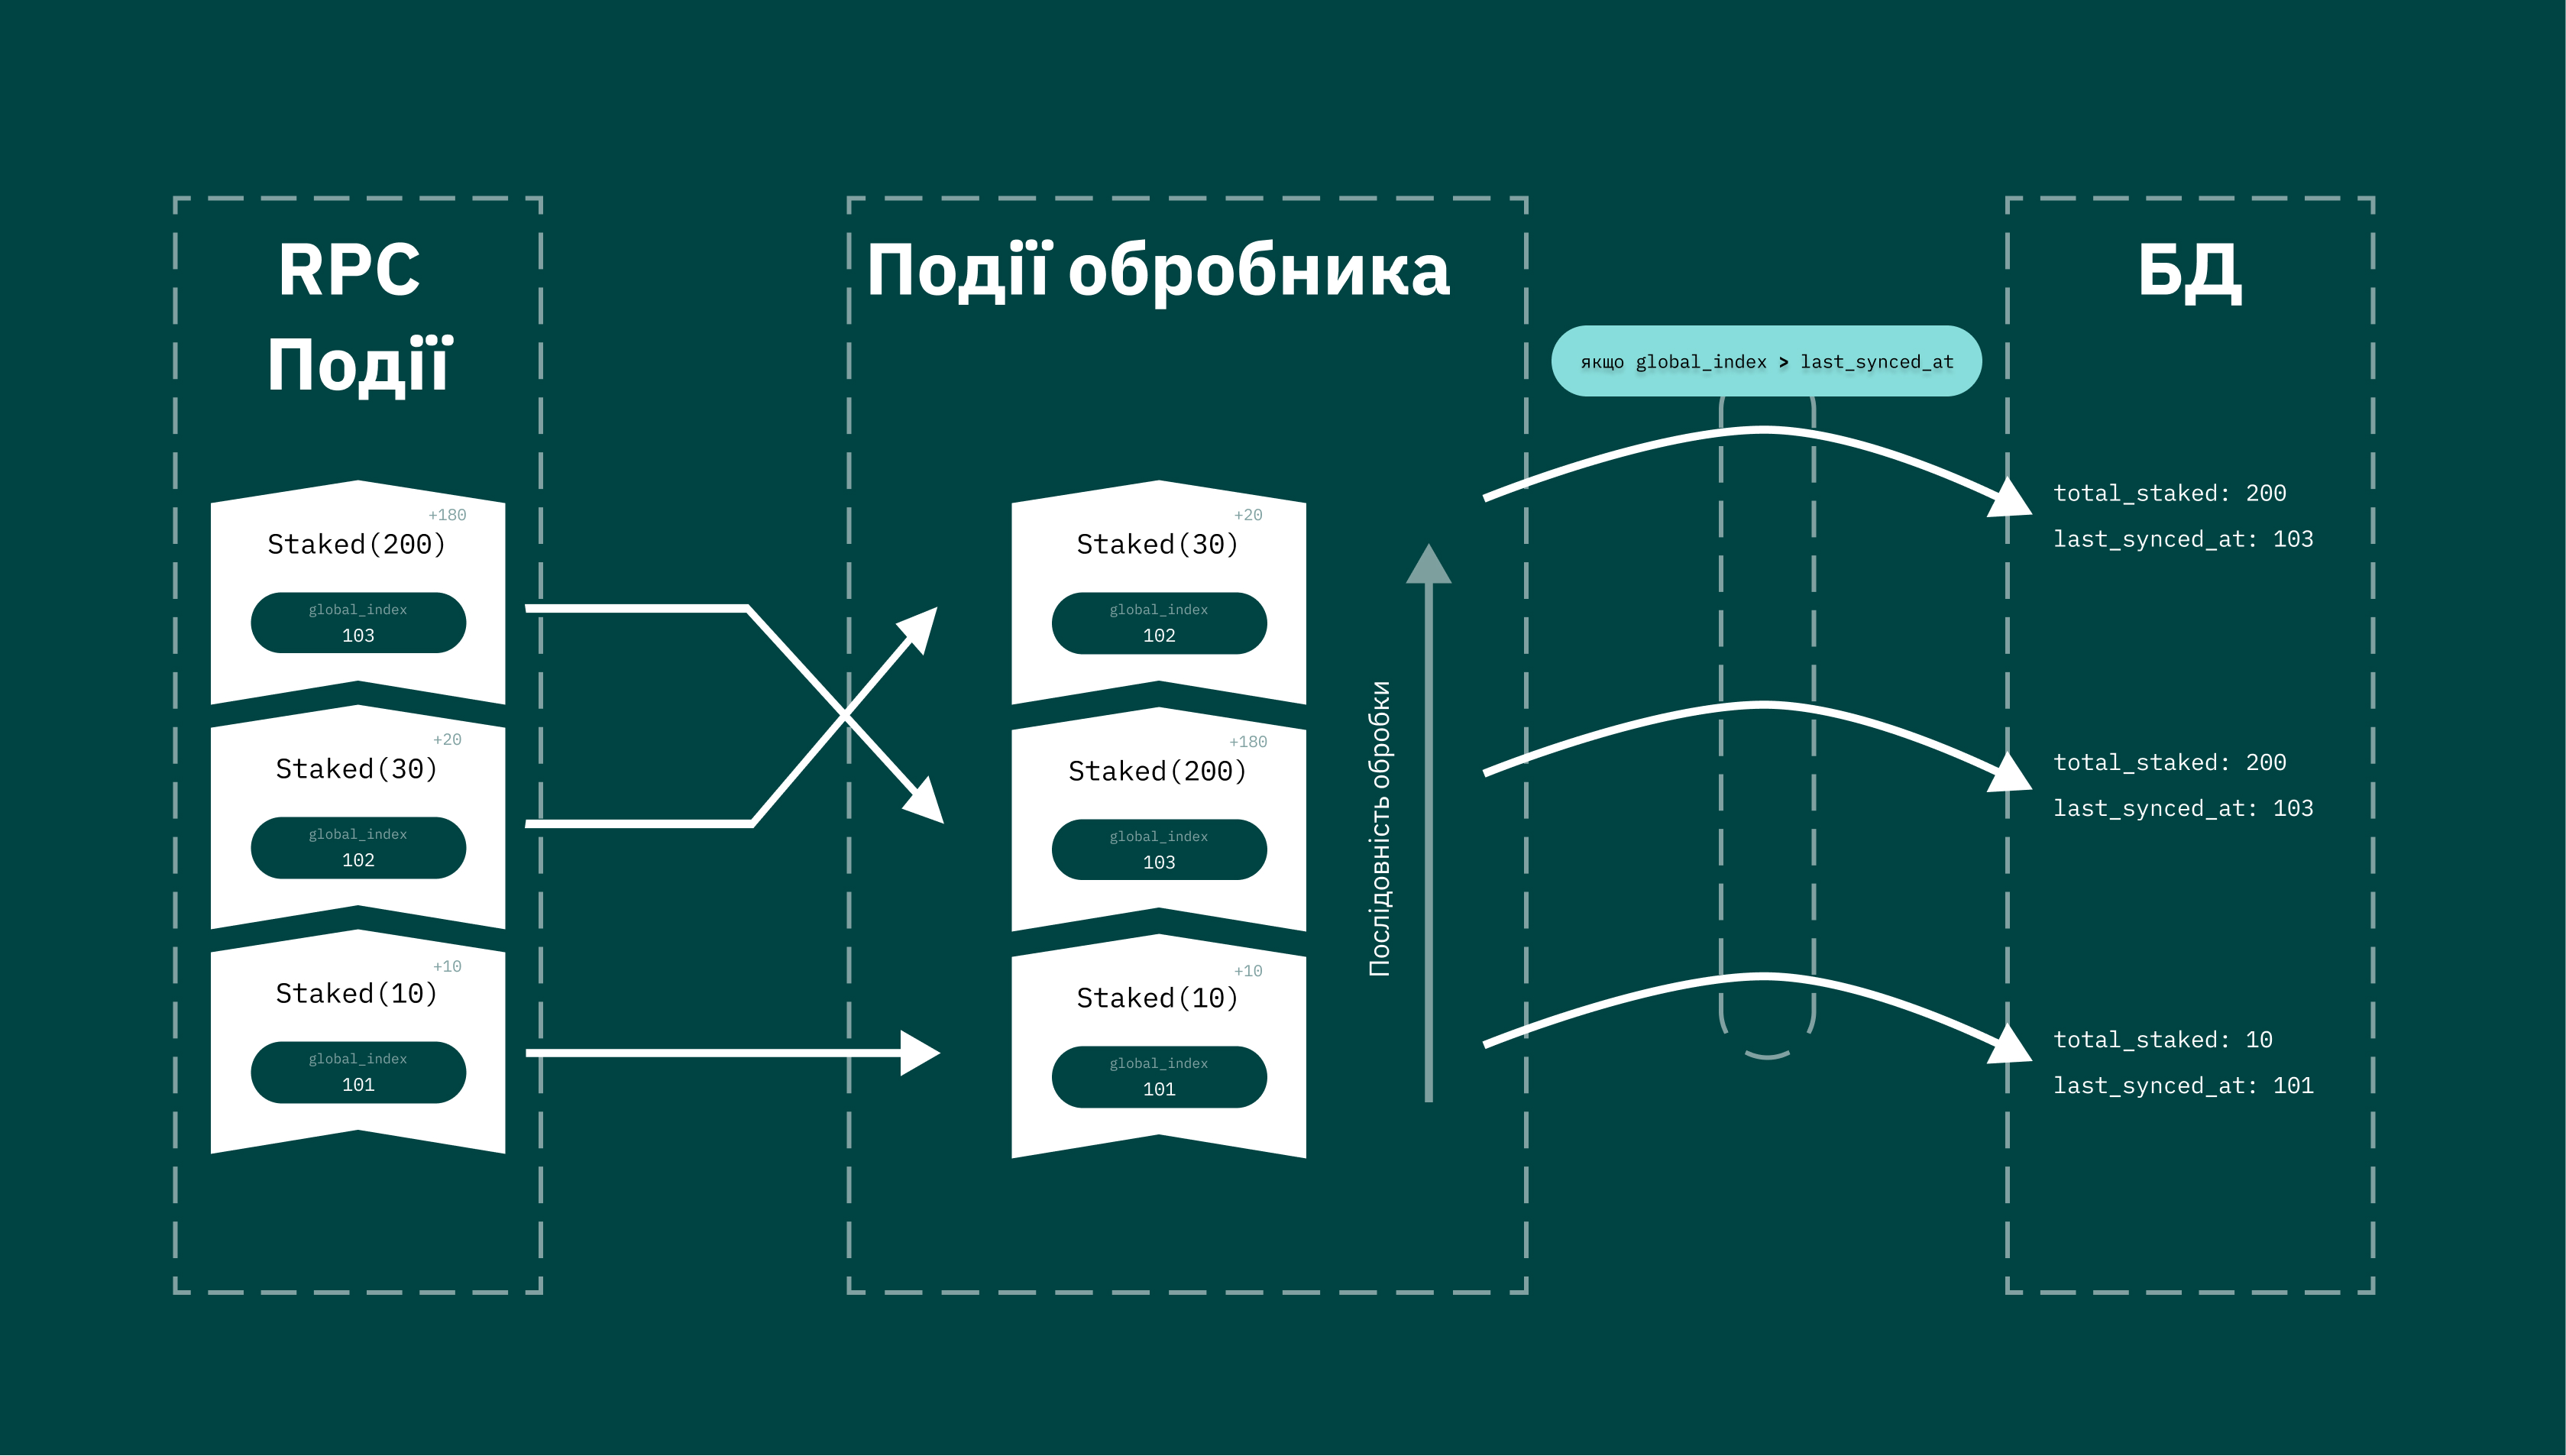 RPC
Події
+180
Staked(200)
global_index
103
+20
Staked(30)
global_index
102
+10
Staked(10)
global_index
101
Події обробника
+20
Staked(30)
global_index
102
+180
Staked(200)
global_index
103
+10
Staked(10)
global_index
101
Послідовність обробки
якщо global_index > last_synced_at
БД
total_staked: 200
last_synced_at: 103
total_staked: 200
last_synced_at: 103
total_staked: 10
last_synced_at: 101